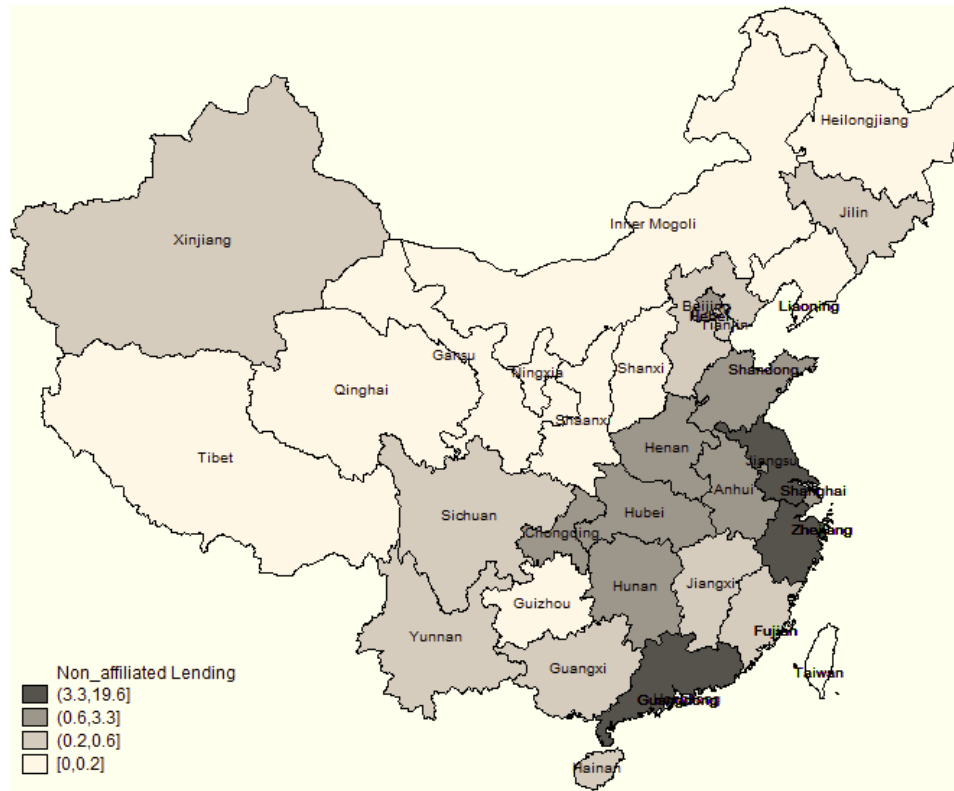 Heilongjiang
Jilin
Inner Mogoli
Xinjiang
Beijing
Hebei
Tianjin
Liaoning
Gansu
Ningxia
Shanxi
Shandong
Qinghai
Shaanxi
Henan
Jiangsu
Tibet
Anhui
Shanghai
Sichuan
Hubei
Chongqing
Zhejiang
Hunan
Jiangxi
Guizhou
Yunnan
Fujian
Guangxi
Taiwan
Guangdong
Hainan
Non_affiliated Lending
(3.3,19.6]
(0.6,3.3]
(0.2,0.6]
[0,0.2]